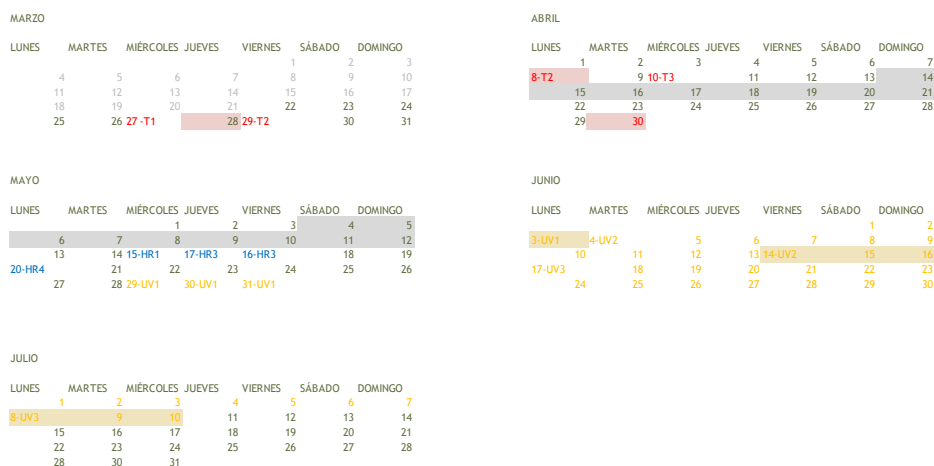 MARZO
LUNES MARTES MIÉRCOLES JUEVES VIERNES SÁBADO DOMINGO
1 2 3
4 5 6 7 8 9 10
11 12 13 14 15 16 17
18 19 20 21 22 23 24
25 26 27 -T1 28 29-T2 30 31
ABRIL
LUNES MARTES MIÉRCOLES JUEVES VIERNES SÁBADO DOMINGO
1 2 3 4 5 6 7
8-T2 9 10-T3 11 12 13 14
15 16 17 18 19 20 21
22 23 24 25 26 27 28
29 30
MAYO
LUNES MARTES MIÉRCOLES JUEVES VIERNES SÁBADO DOMINGO
1 2 3 4 5
6 7 8 9 10 11 12
13 14 15-HR1 17-HR3 16-HR3 18 19
20-HR4 21 22 23 24 25 26
27 28 29-UV1 30-UV1 31-UV1
JUNIO
LUNES MARTES MIÉRCOLES JUEVES VIERNES SÁBADO DOMINGO
1 2
3-UV1 4-UV2 5 6 7 8 9
10 11 12 13 14-UV2 15 16
17-UV3 18 19 20 21 22 23
24 25 26 27 28 29 30
JULIO
LUNES MARTES MIÉRCOLES JUEVES VIERNES SÁBADO DOMINGO
1 2 3 4 5 6 7
8-UV3 9 10 11 12 13 14
15 16 17 18 19 20 21
22 23 24 25 26 27 28
28 30 31